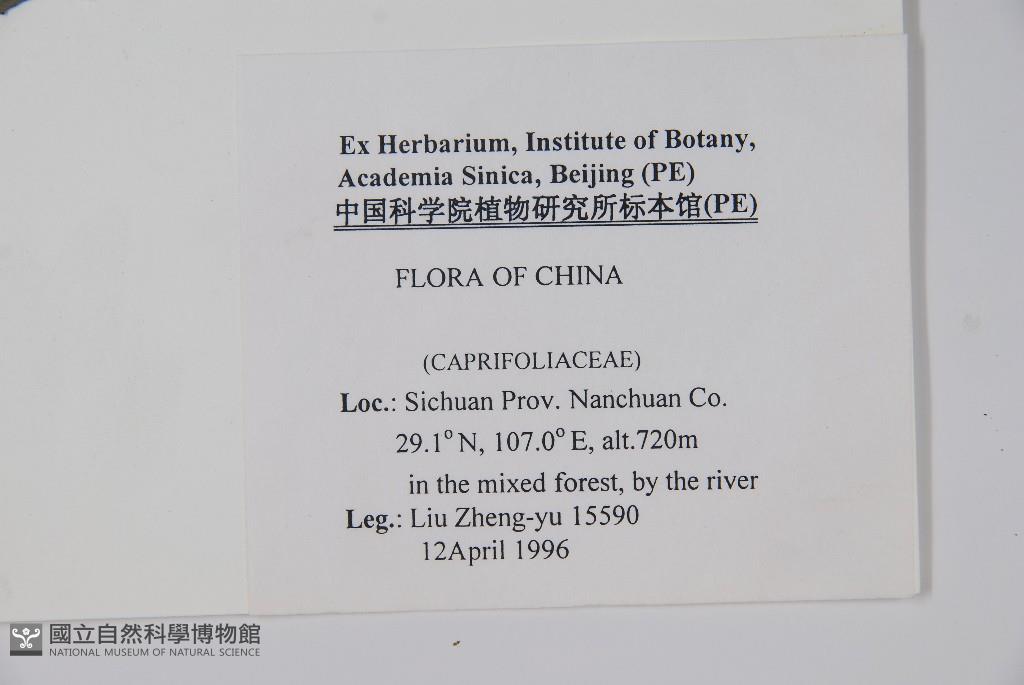 Ex Herbarium, Institute of Botany,
Academia Sinica, Beijing (PE)
中国科学院植物研究所标本馆(PE)
FLORA OF CHINA
(CAPRIFOLIACEAE)
Loc.: Sichuan Prov. Nanchuan Co.
29.1° N, 107.0° E, alt.720m
in the mixed forest, by the river
Leg.: Liu Zheng-yu 15590
12April 1996
國立自然科學博物館
NATIONAL MUSEUM OF NATURAL SCIENCE